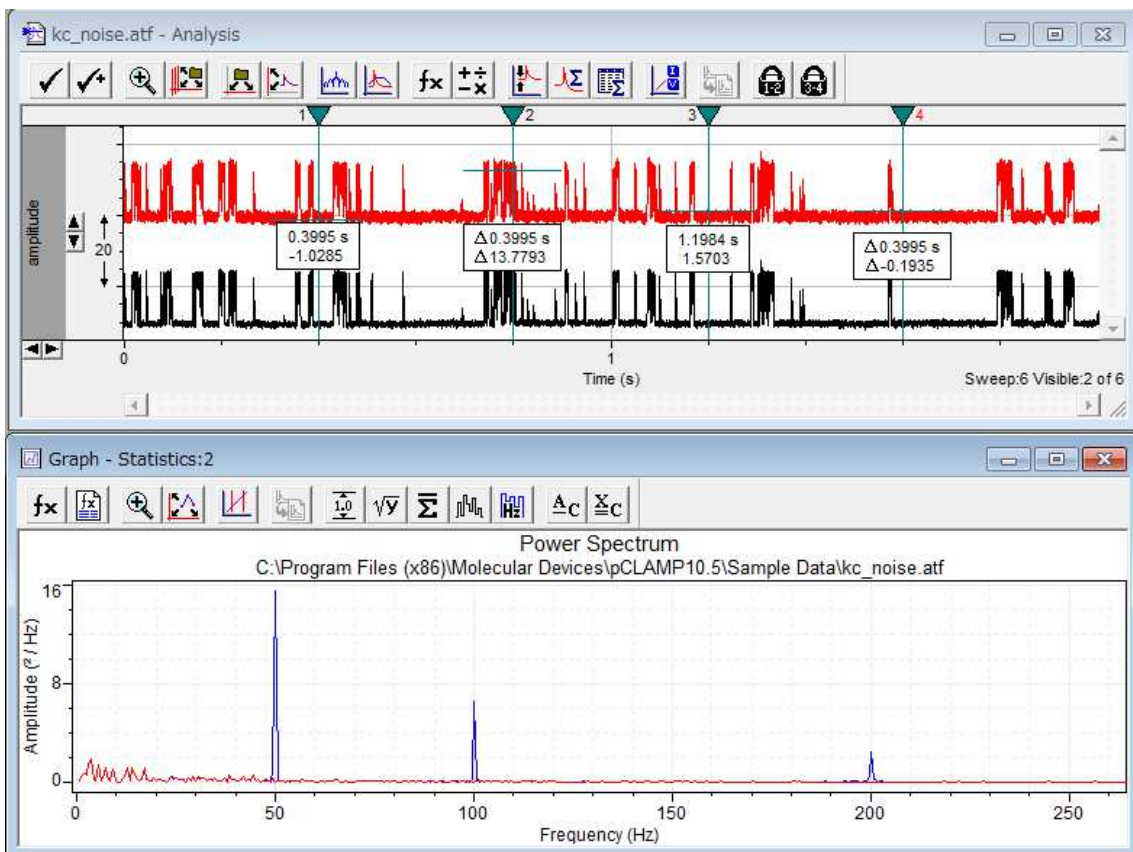 kc_noise.atf - Analysis
1 2 3 4
amplitude
20
0.3995 s
-1.0285
Δ0.3995 s
Δ13.7793
1.1984 s
1.5703
Δ0.3995 s
Δ-0.1935
0 1
Time (s)
Sweep:6 Visible:2 of 6
Graph - Statistics:2
Power Spectrum
C:\Program Files (x86)\Molecular Devices\pCLAMP10.5\Sample Data\kc_noise.atf
Amplitude (² / Hz)
16
8
0
0 50 100 150 200 250
Frequency (Hz)